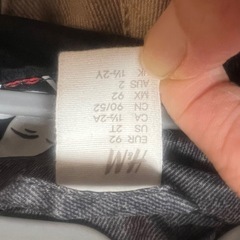 H&M
EUR 92
US 2T
CA 1½-2A
CN 90/52
MX 92
AUS 2
UK 1½-2Y